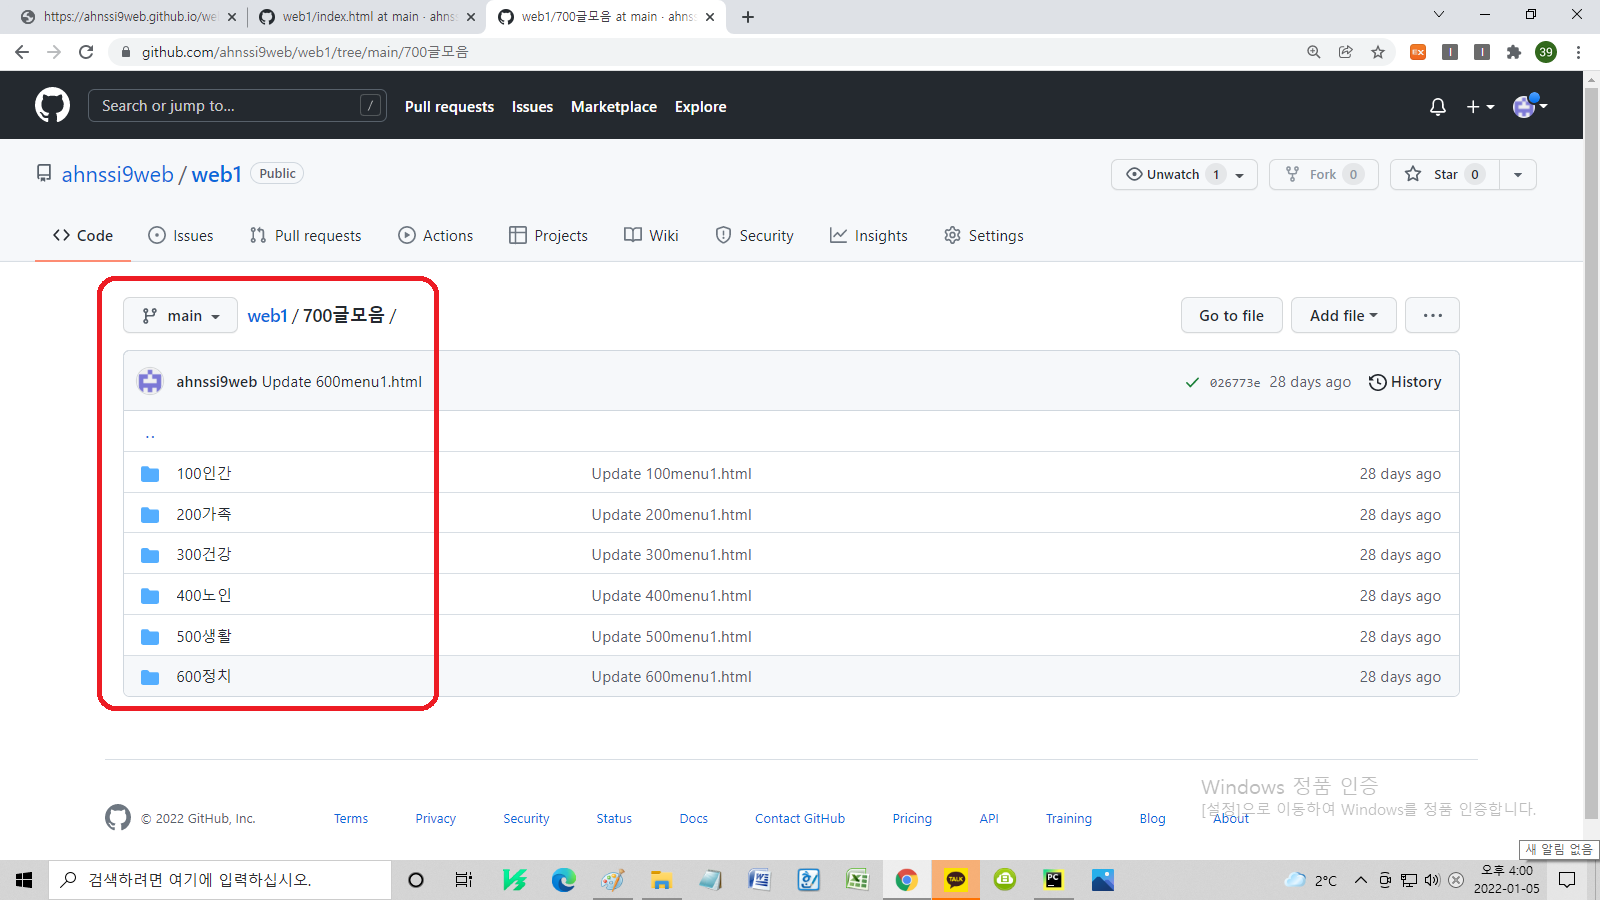 https://ahnssi9web.github.io/we
web1/index.html at main · ahnss
web1/700글모음 at main · ahns
github.com/ahnssi9web/web1/tree/main/700글모음
EX
39
Search or jump to...
/
Pull requests
Issues
Marketplace
Explore
ahnssi9web / web1
Public
Unwatch 1
Fork 0
Star 0
Code
Issues
Pull requests
Actions
Projects
Wiki
Security
Insights
Settings
main
web1 / 700글모음 /
Go to file
Add file
...
ahnssi9web Update 600menu1.html
026773e 28 days ago
History
..
100인간 Update 100menu1.html 28 days ago
200가족 Update 200menu1.html 28 days ago
300건강 Update 300menu1.html 28 days ago
400노인 Update 400menu1.html 28 days ago
500생활 Update 500menu1.html 28 days ago
600정치 Update 600menu1.html 28 days ago
Windows 정품 인증
[설정]으로 이동하여 Windows를 정품 인증합니다.
© 2022 GitHub, Inc.
Terms
Privacy
Security
Status
Docs
Contact GitHub
Pricing
API
Training
Blog
About
새 알림 없음
검색하려면 여기에 입력하십시오.
TALK
PC
2°C
오후 4:00
2022-01-05